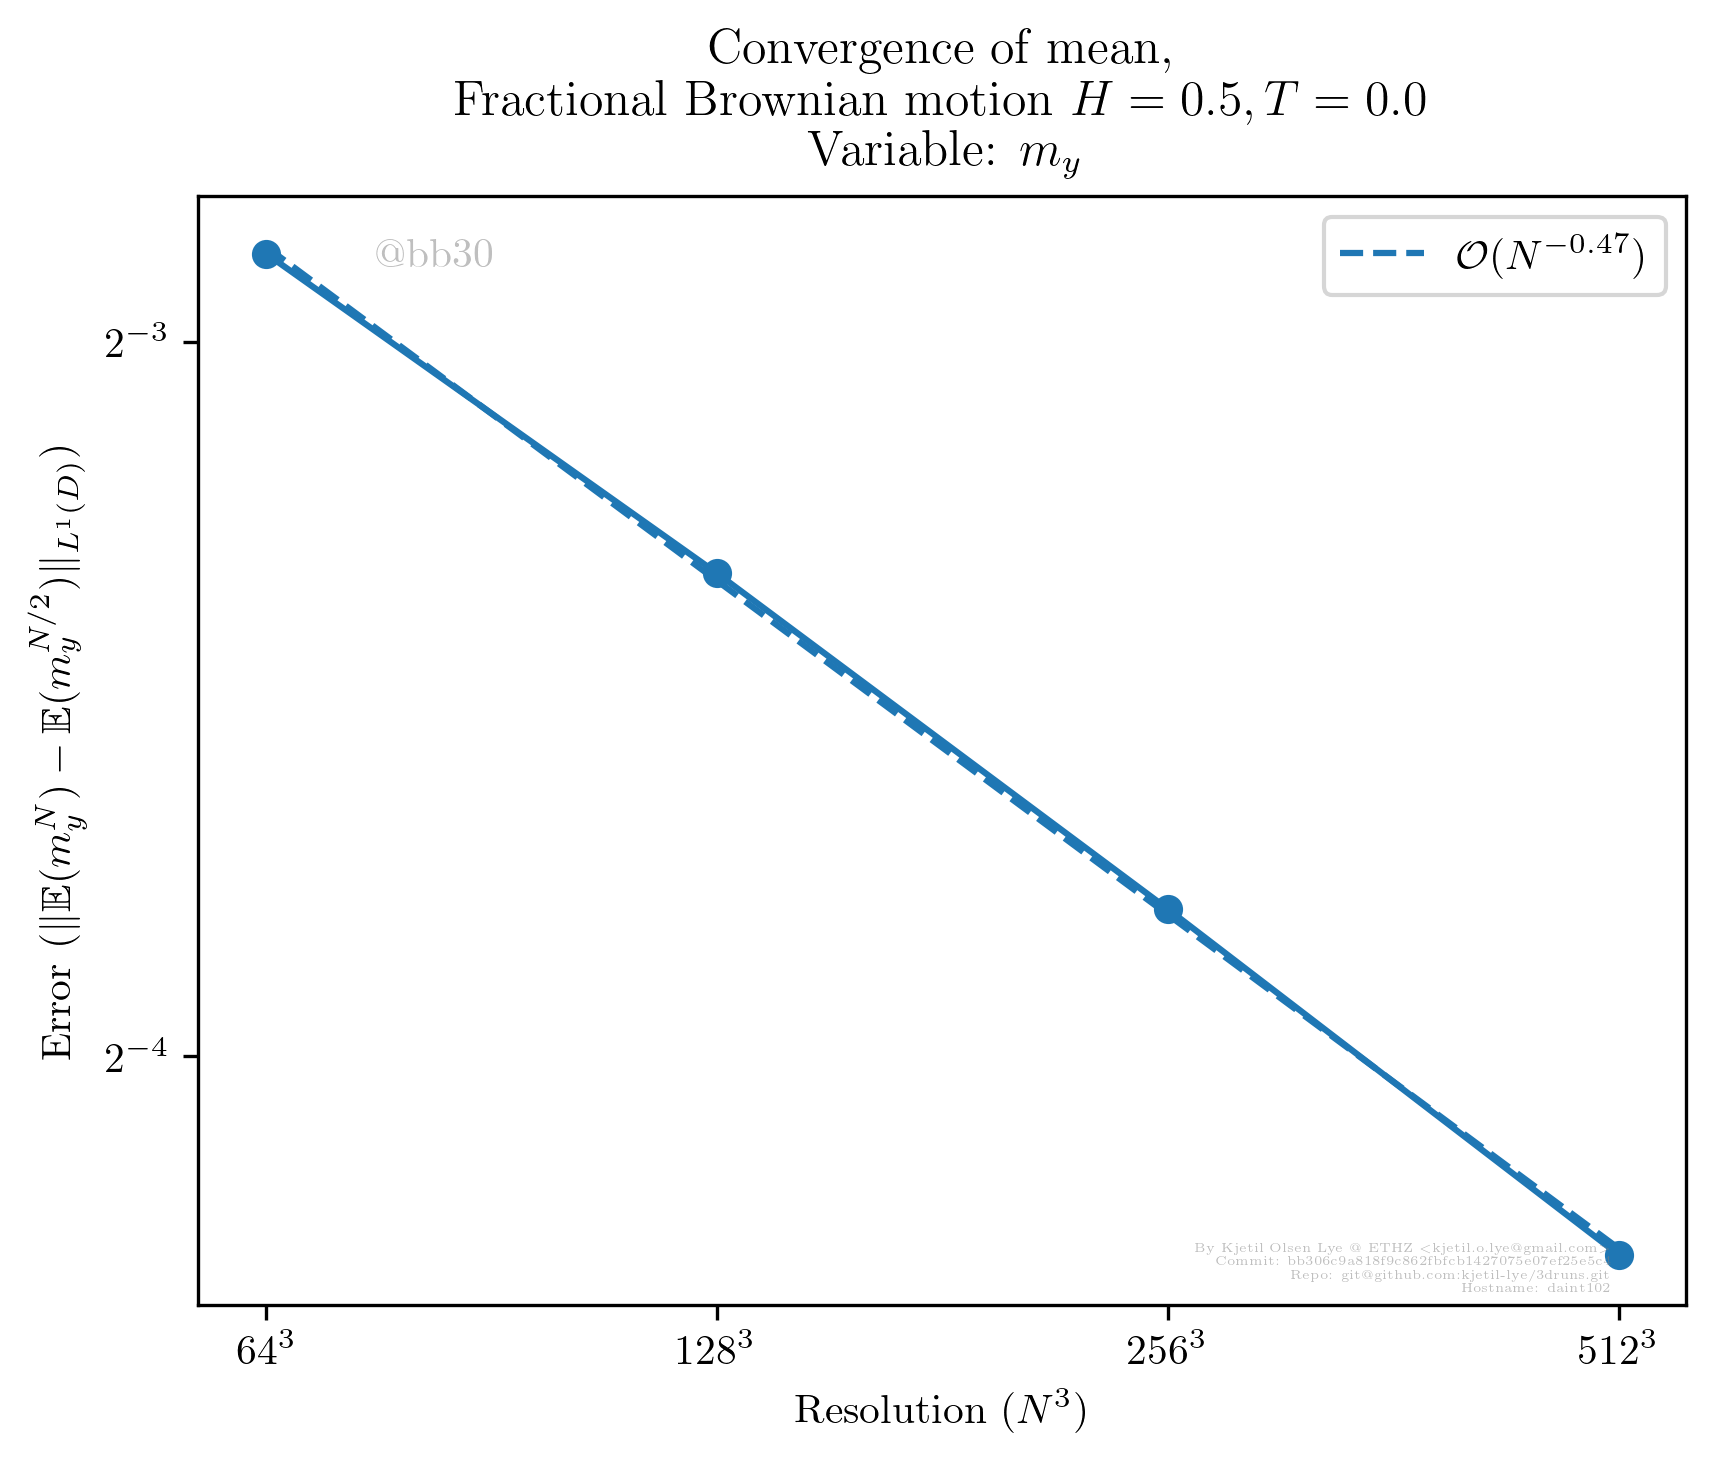 Convergence of mean,
Fractional Brownian motion H = 0.5, T = 0.0
Variable: m_y
@bb30
O(N^{-0.47})
2^{-3}
2^{-4}
Error (||𝔼(m_y^N) − 𝔼(m_y^{N/2})||_{L^1(D)})
By Kjetil Olsen Lye @ ETHZ <kjetil.o.lye@gmail.com>
Commit:
Repo: git@github.com:kjetil-lye/3druns.git
Hostname: daint102
64^3
128^3
256^3
512^3
Resolution (N^3)